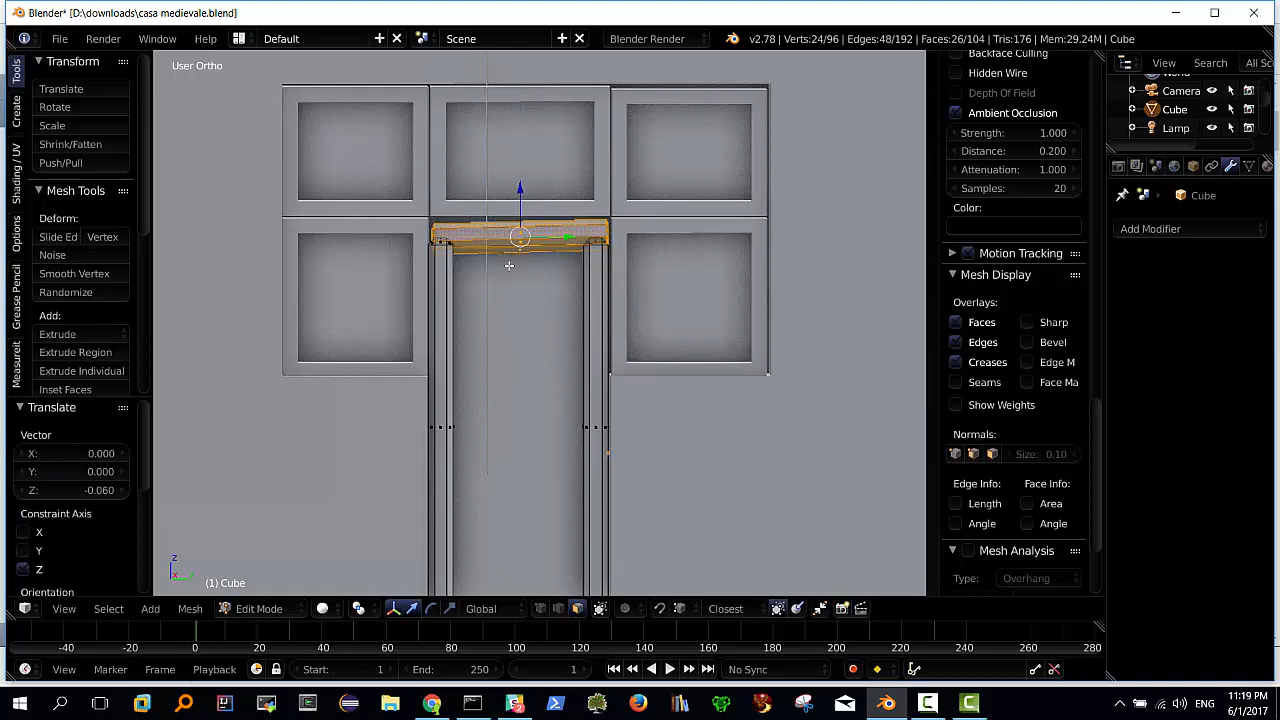 Blender* [D:\downloads\casa medievale.blend]
File Render Window Help Default Scene Blender Render v2.78 | Verts:24/96 | Edges:48/192 | Faces:26/104 | Tris:176 | Mem:29.24M | Cube
Tools
Create
Shading / UV
Options
Grease Pencil
Measureit
Transform
Translate
Rotate
Scale
Shrink/Fatten
Push/Pull
Mesh Tools
Deform:
Slide Ed Vertex
Noise
Smooth Vertex
Randomize
Add:
Extrude
Extrude Region
Extrude Individual
Inset Faces
Translate
Vector
X: 0.000
Y: 0.000
Z: -0.060
Constraint Axis
X
Y
Z
Orientation
User Ortho
z
(1) Cube
Backface Culling
Hidden Wire
Depth Of Field
Ambient Occlusion
Strength: 1.000
Distance: 0.200
Attenuation: 1.000
Samples: 20
Color:
Motion Tracking
Mesh Display
Overlays:
Faces Sharp
Edges Bevel
Creases Edge M
Seams Face Ma
Show Weights
Normals:
Size: 0.10
Edge Info: Face Info:
Length Area
Angle Angle
Mesh Analysis
Type: Overhang
View Search All Sc
World
Camera
Cube
Lamp
Cube
Add Modifier
View Select Add Mesh Edit Mode Global Closest
-40 -20 0 20 40 60 80 100 120 140 160 180 200 220 240 260 280
View Marker Frame Playback Start: 1 End: 250 1 No Sync
ENG
11:19 PM
6/1/2017